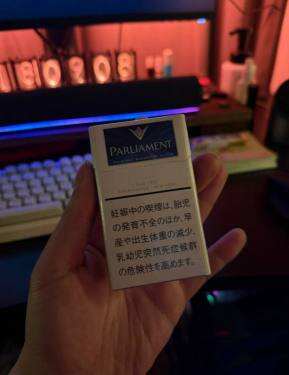 180208
PARLIAMENT
妊娠中の喫煙は、胎児
の発育不全のほか、早
産や出生体重の減少、
乳幼児突然死症候群
の危険性を高めます。